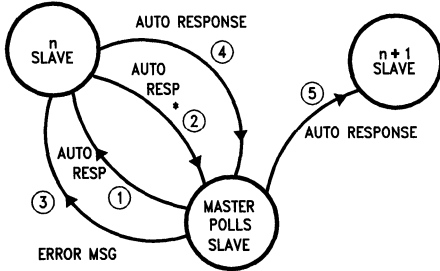 AUTO RESPONSE
④
n
SLAVE
n+1
SLAVE
AUTO
RESP
*
②
⑤
AUTO RESPONSE
AUTO
RESP
①
③
MASTER
POLLS
SLAVE
ERROR MSG